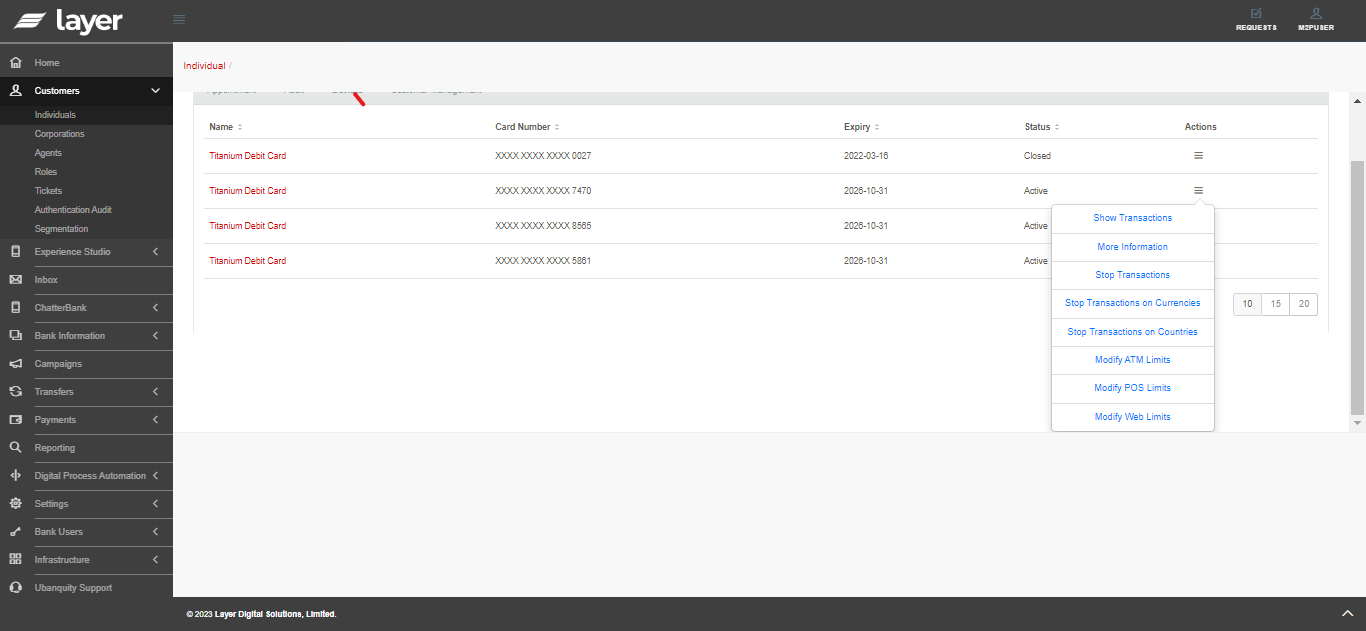 layer
REQUESTS
M2PUSER
Home
Customers
Individuals
Corporations
Agents
Roles
Tickets
Authentication Audit
Segmentation
Experience Studio
Inbox
ChatterBank
Bank Information
Campaigns
Transfers
Payments
Reporting
Digital Process Automation
Settings
Bank Users
Infrastructure
Ubanquity Support
Individual /
Customer Management
Name Card Number Expiry Status Actions
Titanium Debit Card XXXX XXXX XXXX 0027 2022-03-16 Closed
Titanium Debit Card XXXX XXXX XXXX 7470 2026-10-31 Active
Titanium Debit Card XXXX XXXX XXXX 8565 2026-10-31 Active
Titanium Debit Card XXXX XXXX XXXX 5861 2026-10-31 Active
Show Transactions
More Information
Stop Transactions
Stop Transactions on Currencies
Stop Transactions on Countries
Modify ATM Limits
Modify POS Limits
Modify Web Limits
10 15 20
© 2023 Layer Digital Solutions, Limited.